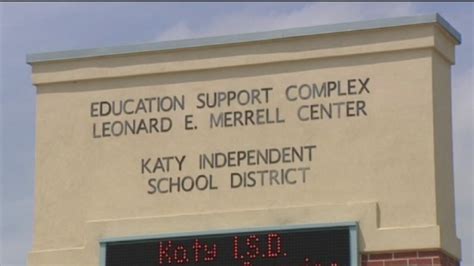 EDUCATION SUPPORT COMPLEX
LEONARD E. MERRELL CENTER
KATY INDEPENDENT
SCHOOL DISTRICT
Katy I.S.D.